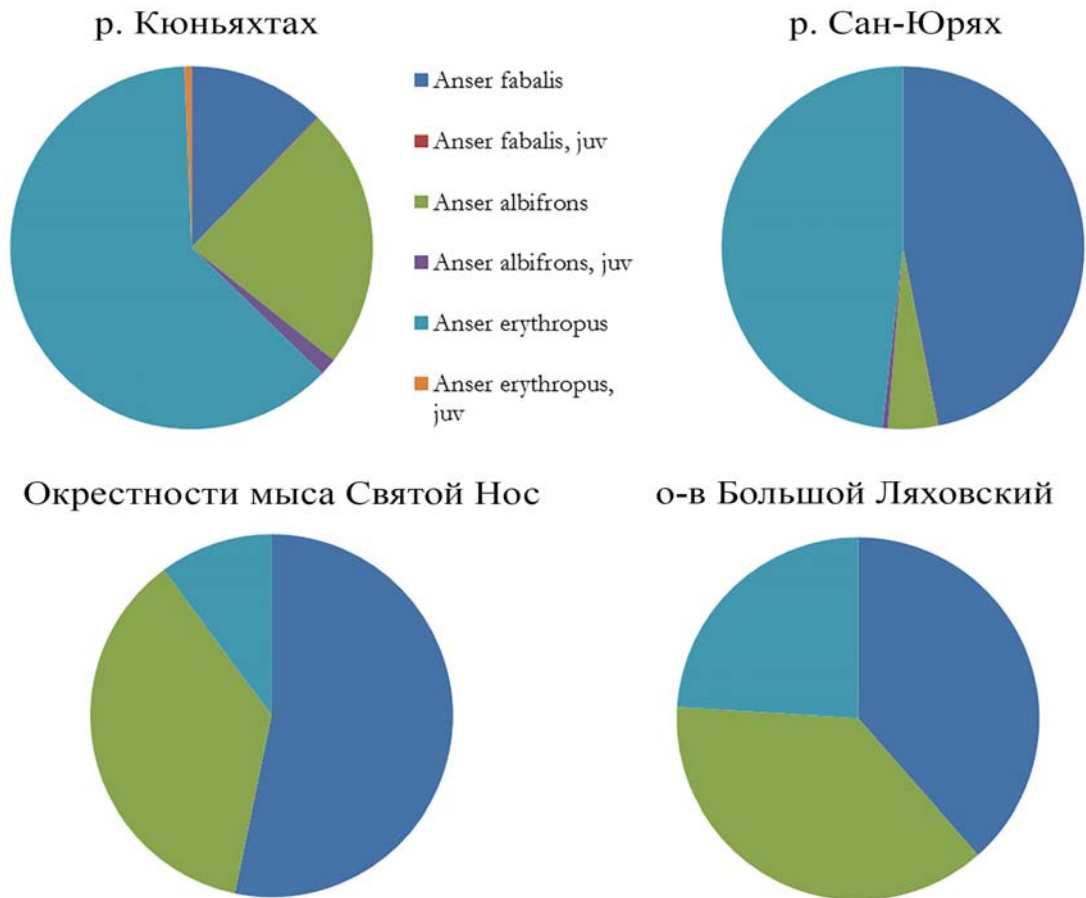 р. Кюньяхтах
р. Сан-Юрях
Anser fabalis
Anser fabalis, juv
Anser albifrons
Anser albifrons, juv
Anser erythropus
Anser erythropus,
juv
Окрестности мыса Святой Нос
о-в Большой Ляховский